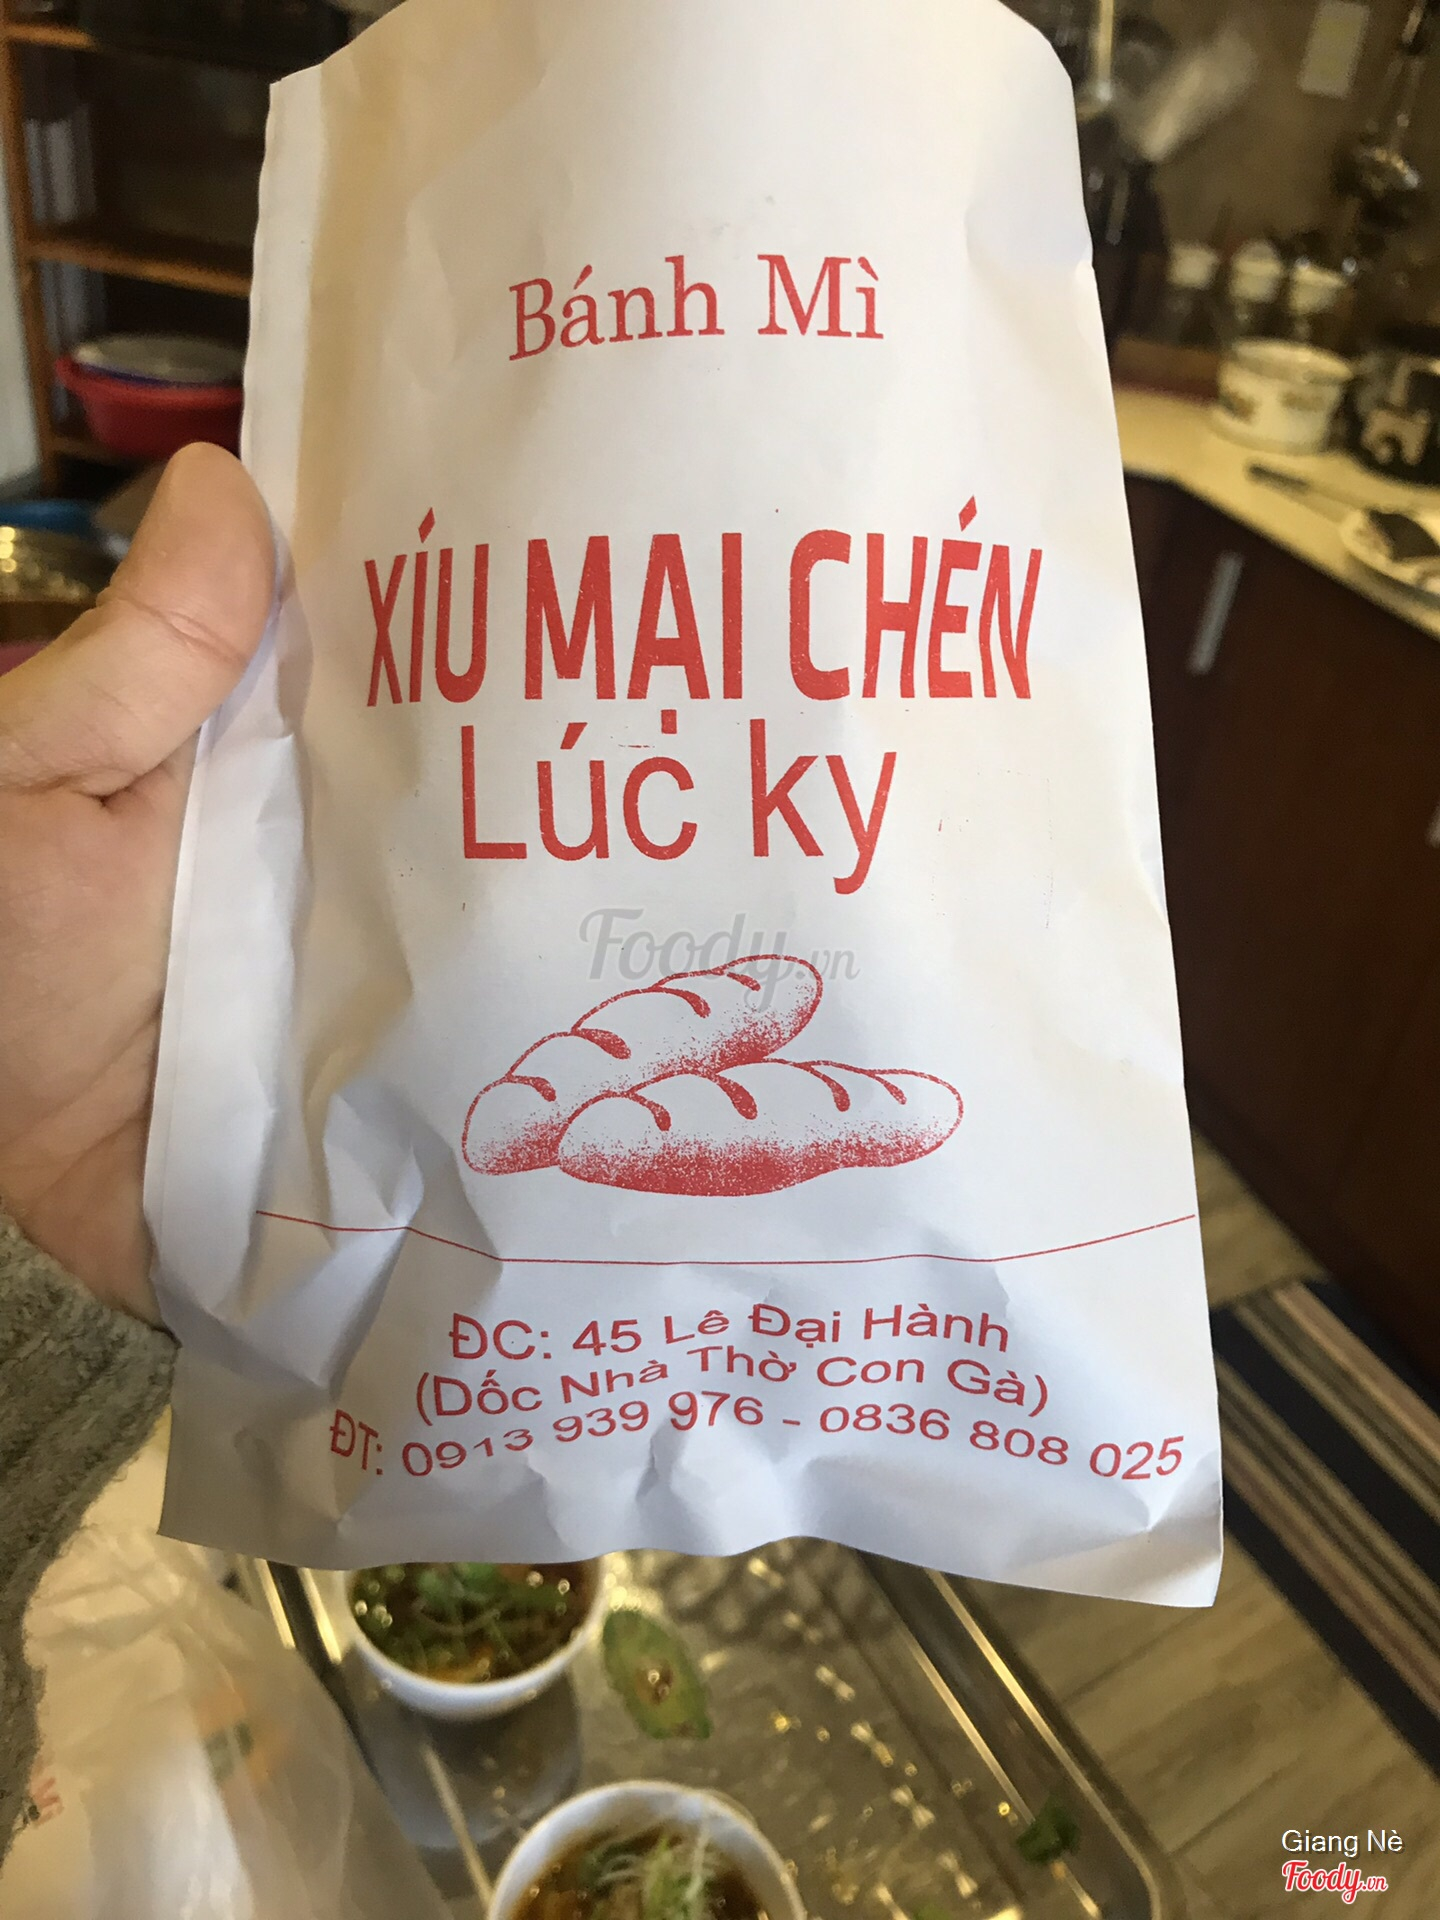 Bánh Mì
XÍU MẠI CHÉN
Lúc ky
Foody.vn
ĐC: 45 Lê Đại Hành
(Dốc Nhà Thờ Con Gà)
ĐT: 0913 939 976 - 0836 808 025
Giang Nè
Foody.vn